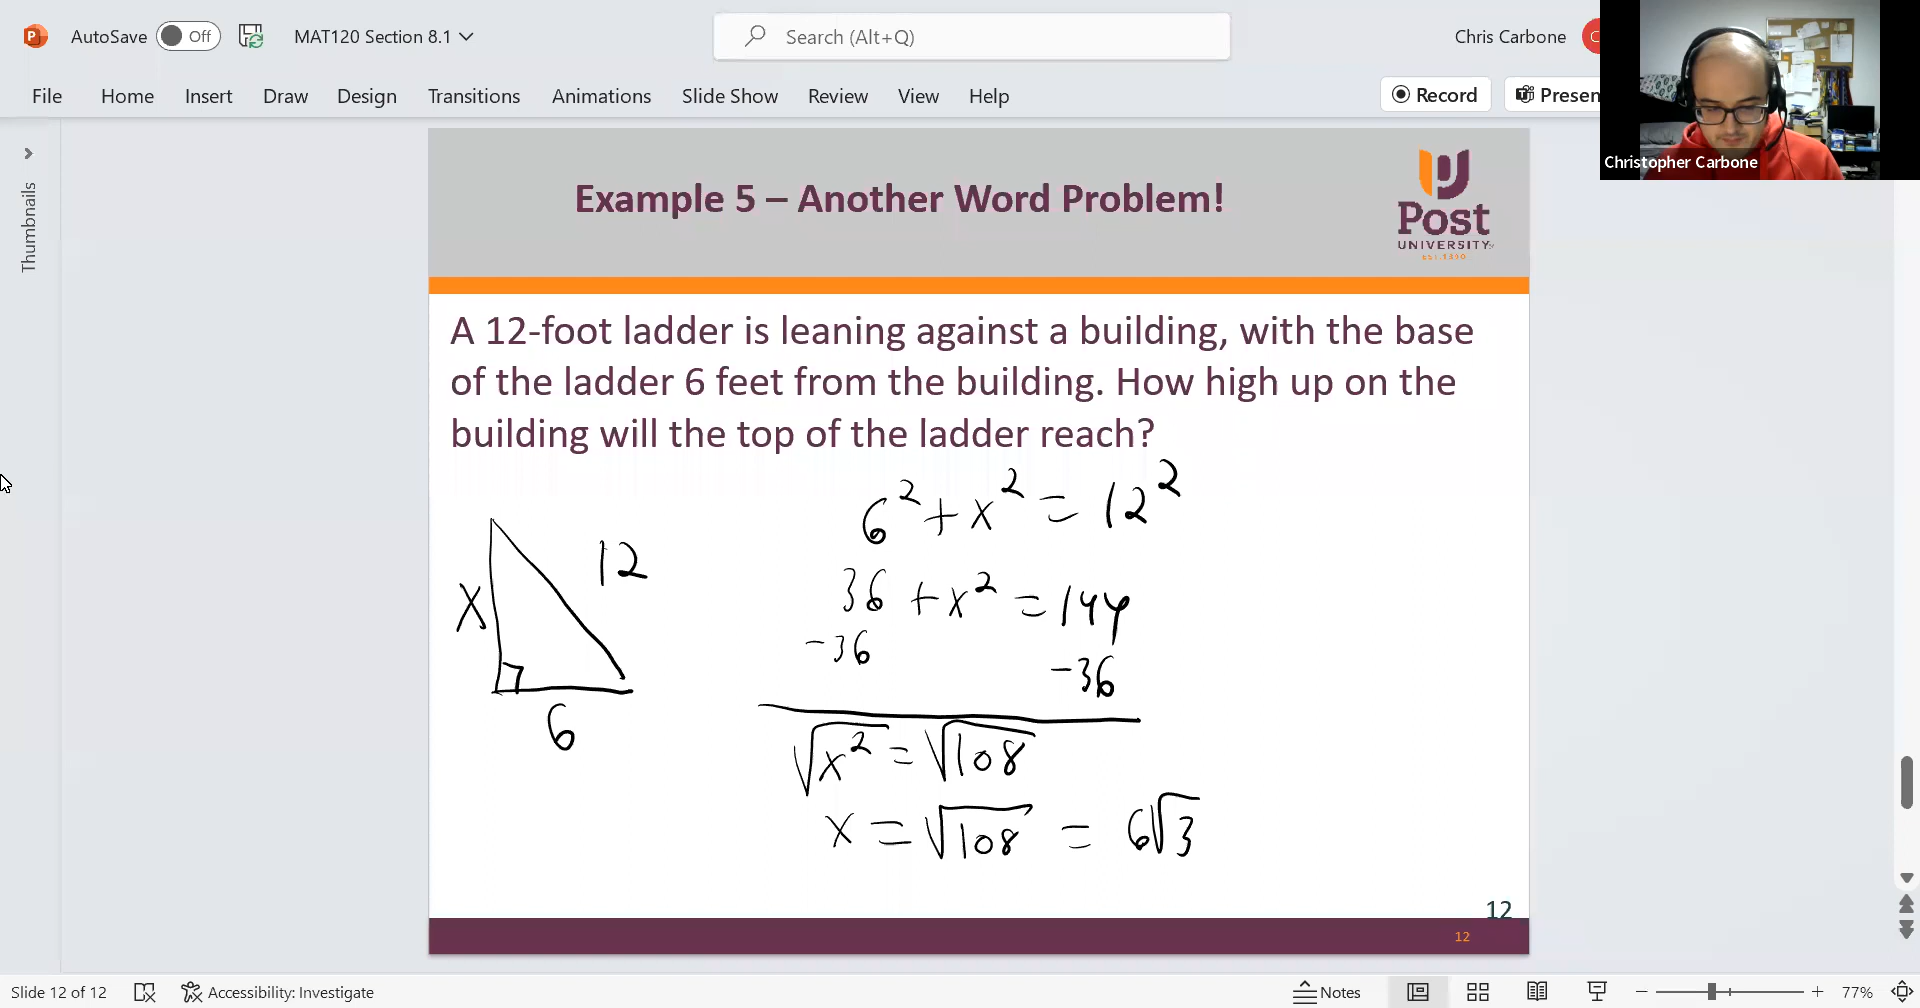 AutoSave Off MAT120 Section 8.1 Search (Alt+Q) Chris Carbone
File Home Insert Draw Design Transitions Animations Slide Show Review View Help Record Presen
Christopher Carbone
Thumbnails
Example 5 – Another Word Problem!
Post
UNIVERSITY
EST.1890
A 12-foot ladder is leaning against a building, with the base
of the ladder 6 feet from the building. How high up on the
building will the top of the ladder reach?
6² + x² = 12²
12
x
6
36 + x² = 144
-36 -36
√x² = √108
x = √108 = 6√3
12
12
Slide 12 of 12 Accessibility: Investigate Notes 77%